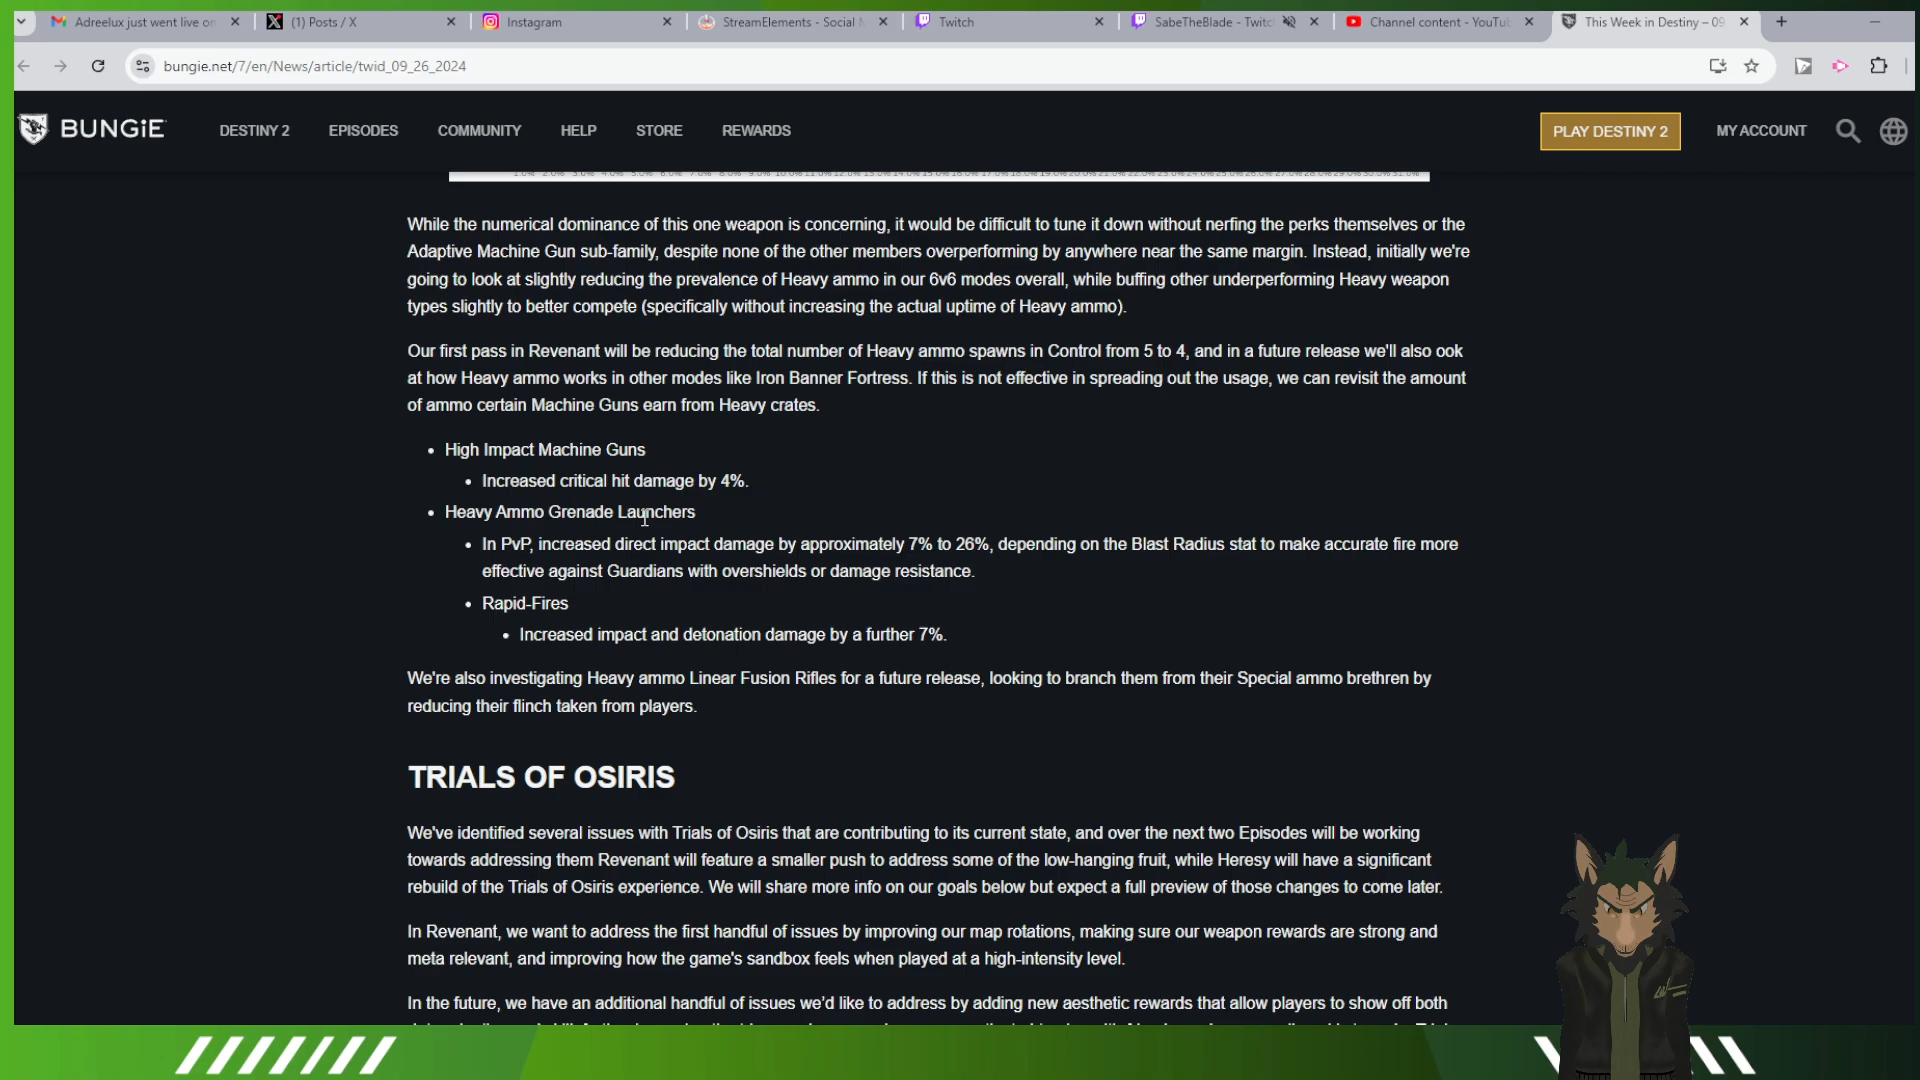 Adreelux just went live on
(1) Posts / X
Instagram
StreamElements - Social M
Twitch
SabeTheBlade - Twitc
Channel content - YouTu
This Week in Destiny – 09
bungie.net/7/en/News/article/twid_09_26_2024
BUNGiE
DESTINY 2
EPISODES
COMMUNITY
HELP
STORE
REWARDS
PLAY DESTINY 2
MY ACCOUNT
While the numerical dominance of this one weapon is concerning, it would be difficult to tune it down without nerfing the perks themselves or the
Adaptive Machine Gun sub-family, despite none of the other members overperforming by anywhere near the same margin. Instead, initially we're
going to look at slightly reducing the prevalence of Heavy ammo in our 6v6 modes overall, while buffing other underperforming Heavy weapon
types slightly to better compete (specifically without increasing the actual uptime of Heavy ammo).
Our first pass in Revenant will be reducing the total number of Heavy ammo spawns in Control from 5 to 4, and in a future release we'll also ook
at how Heavy ammo works in other modes like Iron Banner Fortress. If this is not effective in spreading out the usage, we can revisit the amount
of ammo certain Machine Guns earn from Heavy crates.
• High Impact Machine Guns
• Increased critical hit damage by 4%.
• Heavy Ammo Grenade Launchers
• In PvP, increased direct impact damage by approximately 7% to 26%, depending on the Blast Radius stat to make accurate fire more
effective against Guardians with overshields or damage resistance.
• Rapid-Fires
• Increased impact and detonation damage by a further 7%.
We're also investigating Heavy ammo Linear Fusion Rifles for a future release, looking to branch them from their Special ammo brethren by
reducing their flinch taken from players.
TRIALS OF OSIRIS
We've identified several issues with Trials of Osiris that are contributing to its current state, and over the next two Episodes will be working
towards addressing them Revenant will feature a smaller push to address some of the low-hanging fruit, while Heresy will have a significant
rebuild of the Trials of Osiris experience. We will share more info on our goals below but expect a full preview of those changes to come later.
In Revenant, we want to address the first handful of issues by improving our map rotations, making sure our weapon rewards are strong and
meta relevant, and improving how the game's sandbox feels when played at a high-intensity level.
In the future, we have an additional handful of issues we'd like to address by adding new aesthetic rewards that allow players to show off both